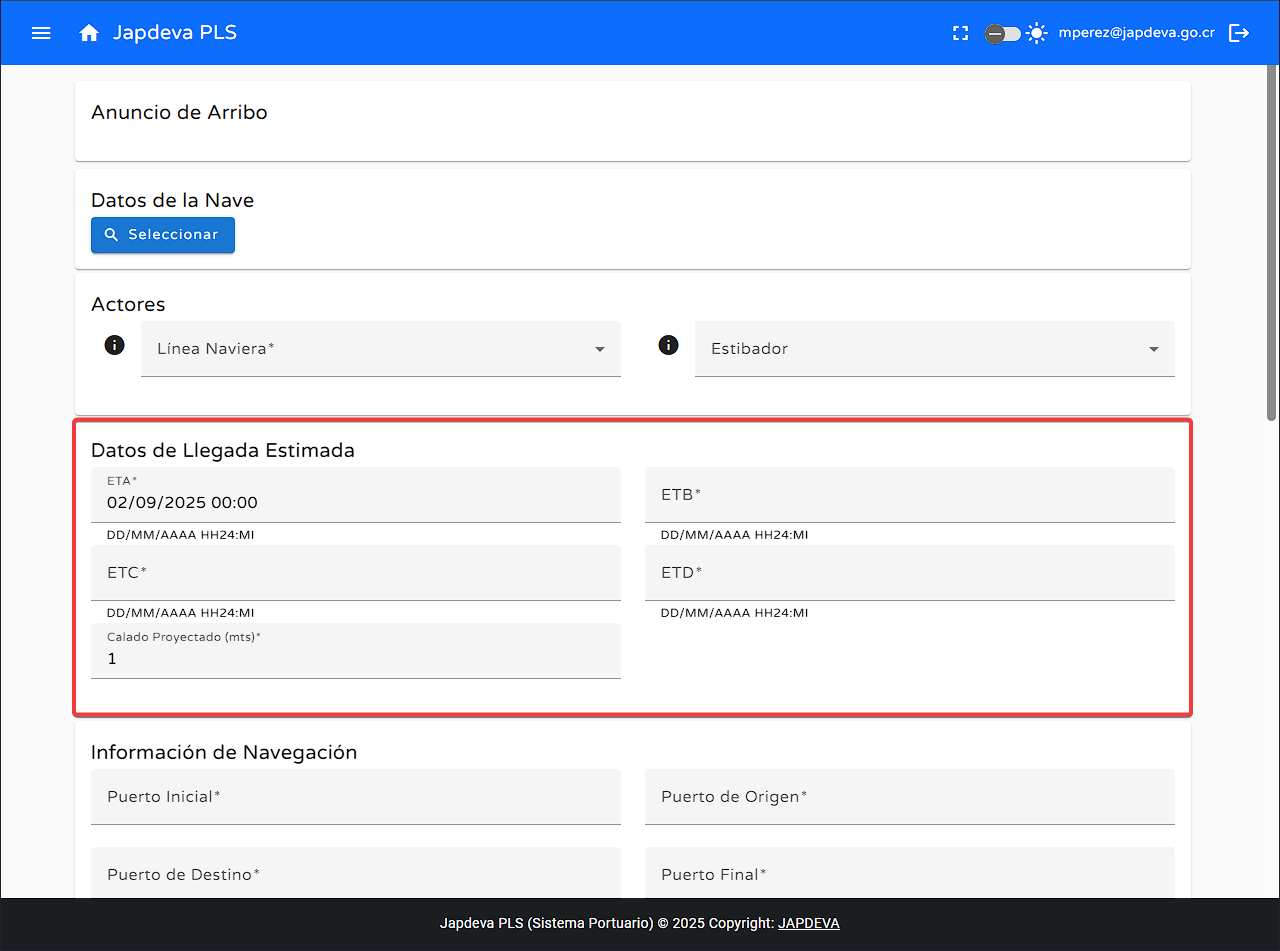 Japdeva PLS
mperez@japdeva.go.cr
Anuncio de Arribo
Datos de la Nave
Seleccionar
Actores
Línea Naviera*
Estibador
Datos de Llegada Estimada
ETA*
02/09/2025 00:00
DD/MM/AAAA HH24:MI
ETB*
DD/MM/AAAA HH24:MI
ETC*
DD/MM/AAAA HH24:MI
ETD*
DD/MM/AAAA HH24:MI
Calado Proyectado (mts)*
1
Información de Navegación
Puerto Inicial*
Puerto de Origen*
Puerto de Destino*
Puerto Final*
Japdeva PLS (Sistema Portuario) © 2025 Copyright: JAPDEVA